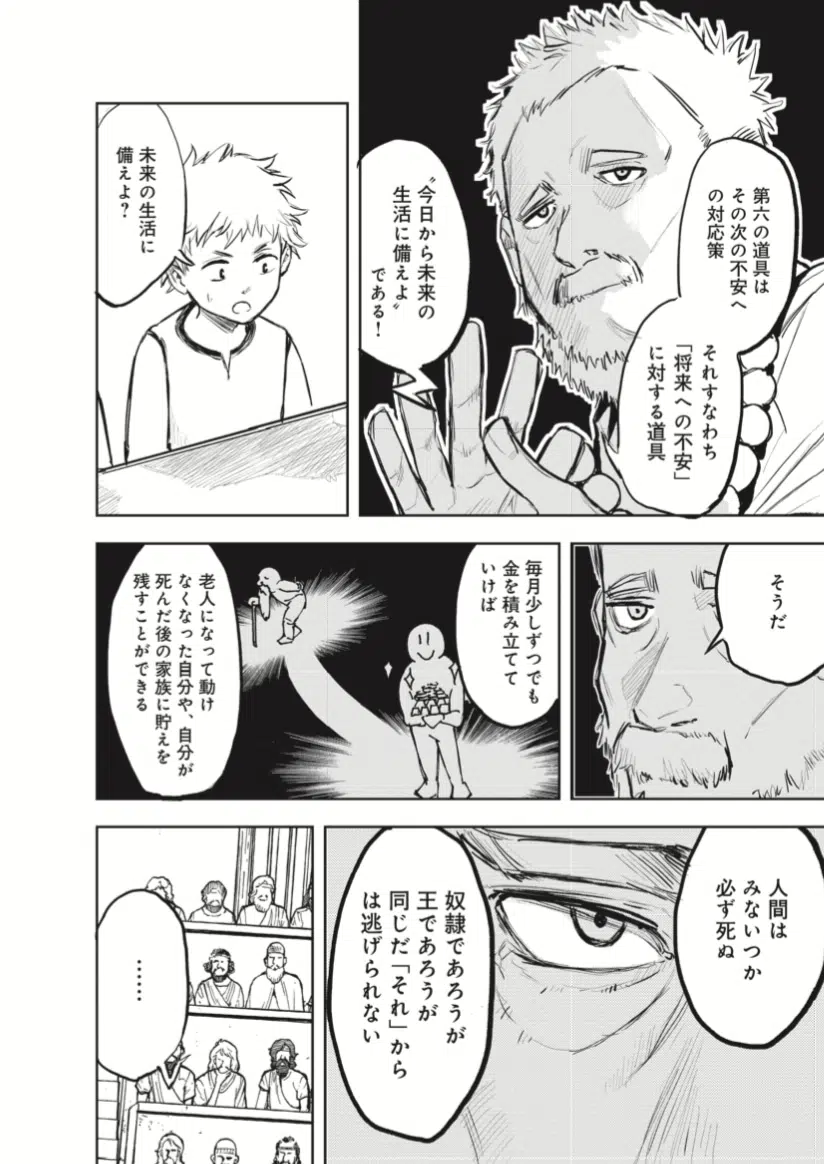 第六の道具は
その次の不安へ
の対応策
それすなわち
「将来への不安」
に対する道具
〝今日から未来の
生活に備えよ〟
である！
未来の生活に
備えよ？
そうだ
毎月少しずつでも
金を積み立てて
いけば
老人になって動け
なくなった自分や、自分が
死んだ後の家族に貯えを
残すことができる
人間は
みないつか
必ず死ぬ
奴隷であろうが
王であろうが
同じだ「それ」から
は逃げられない
……